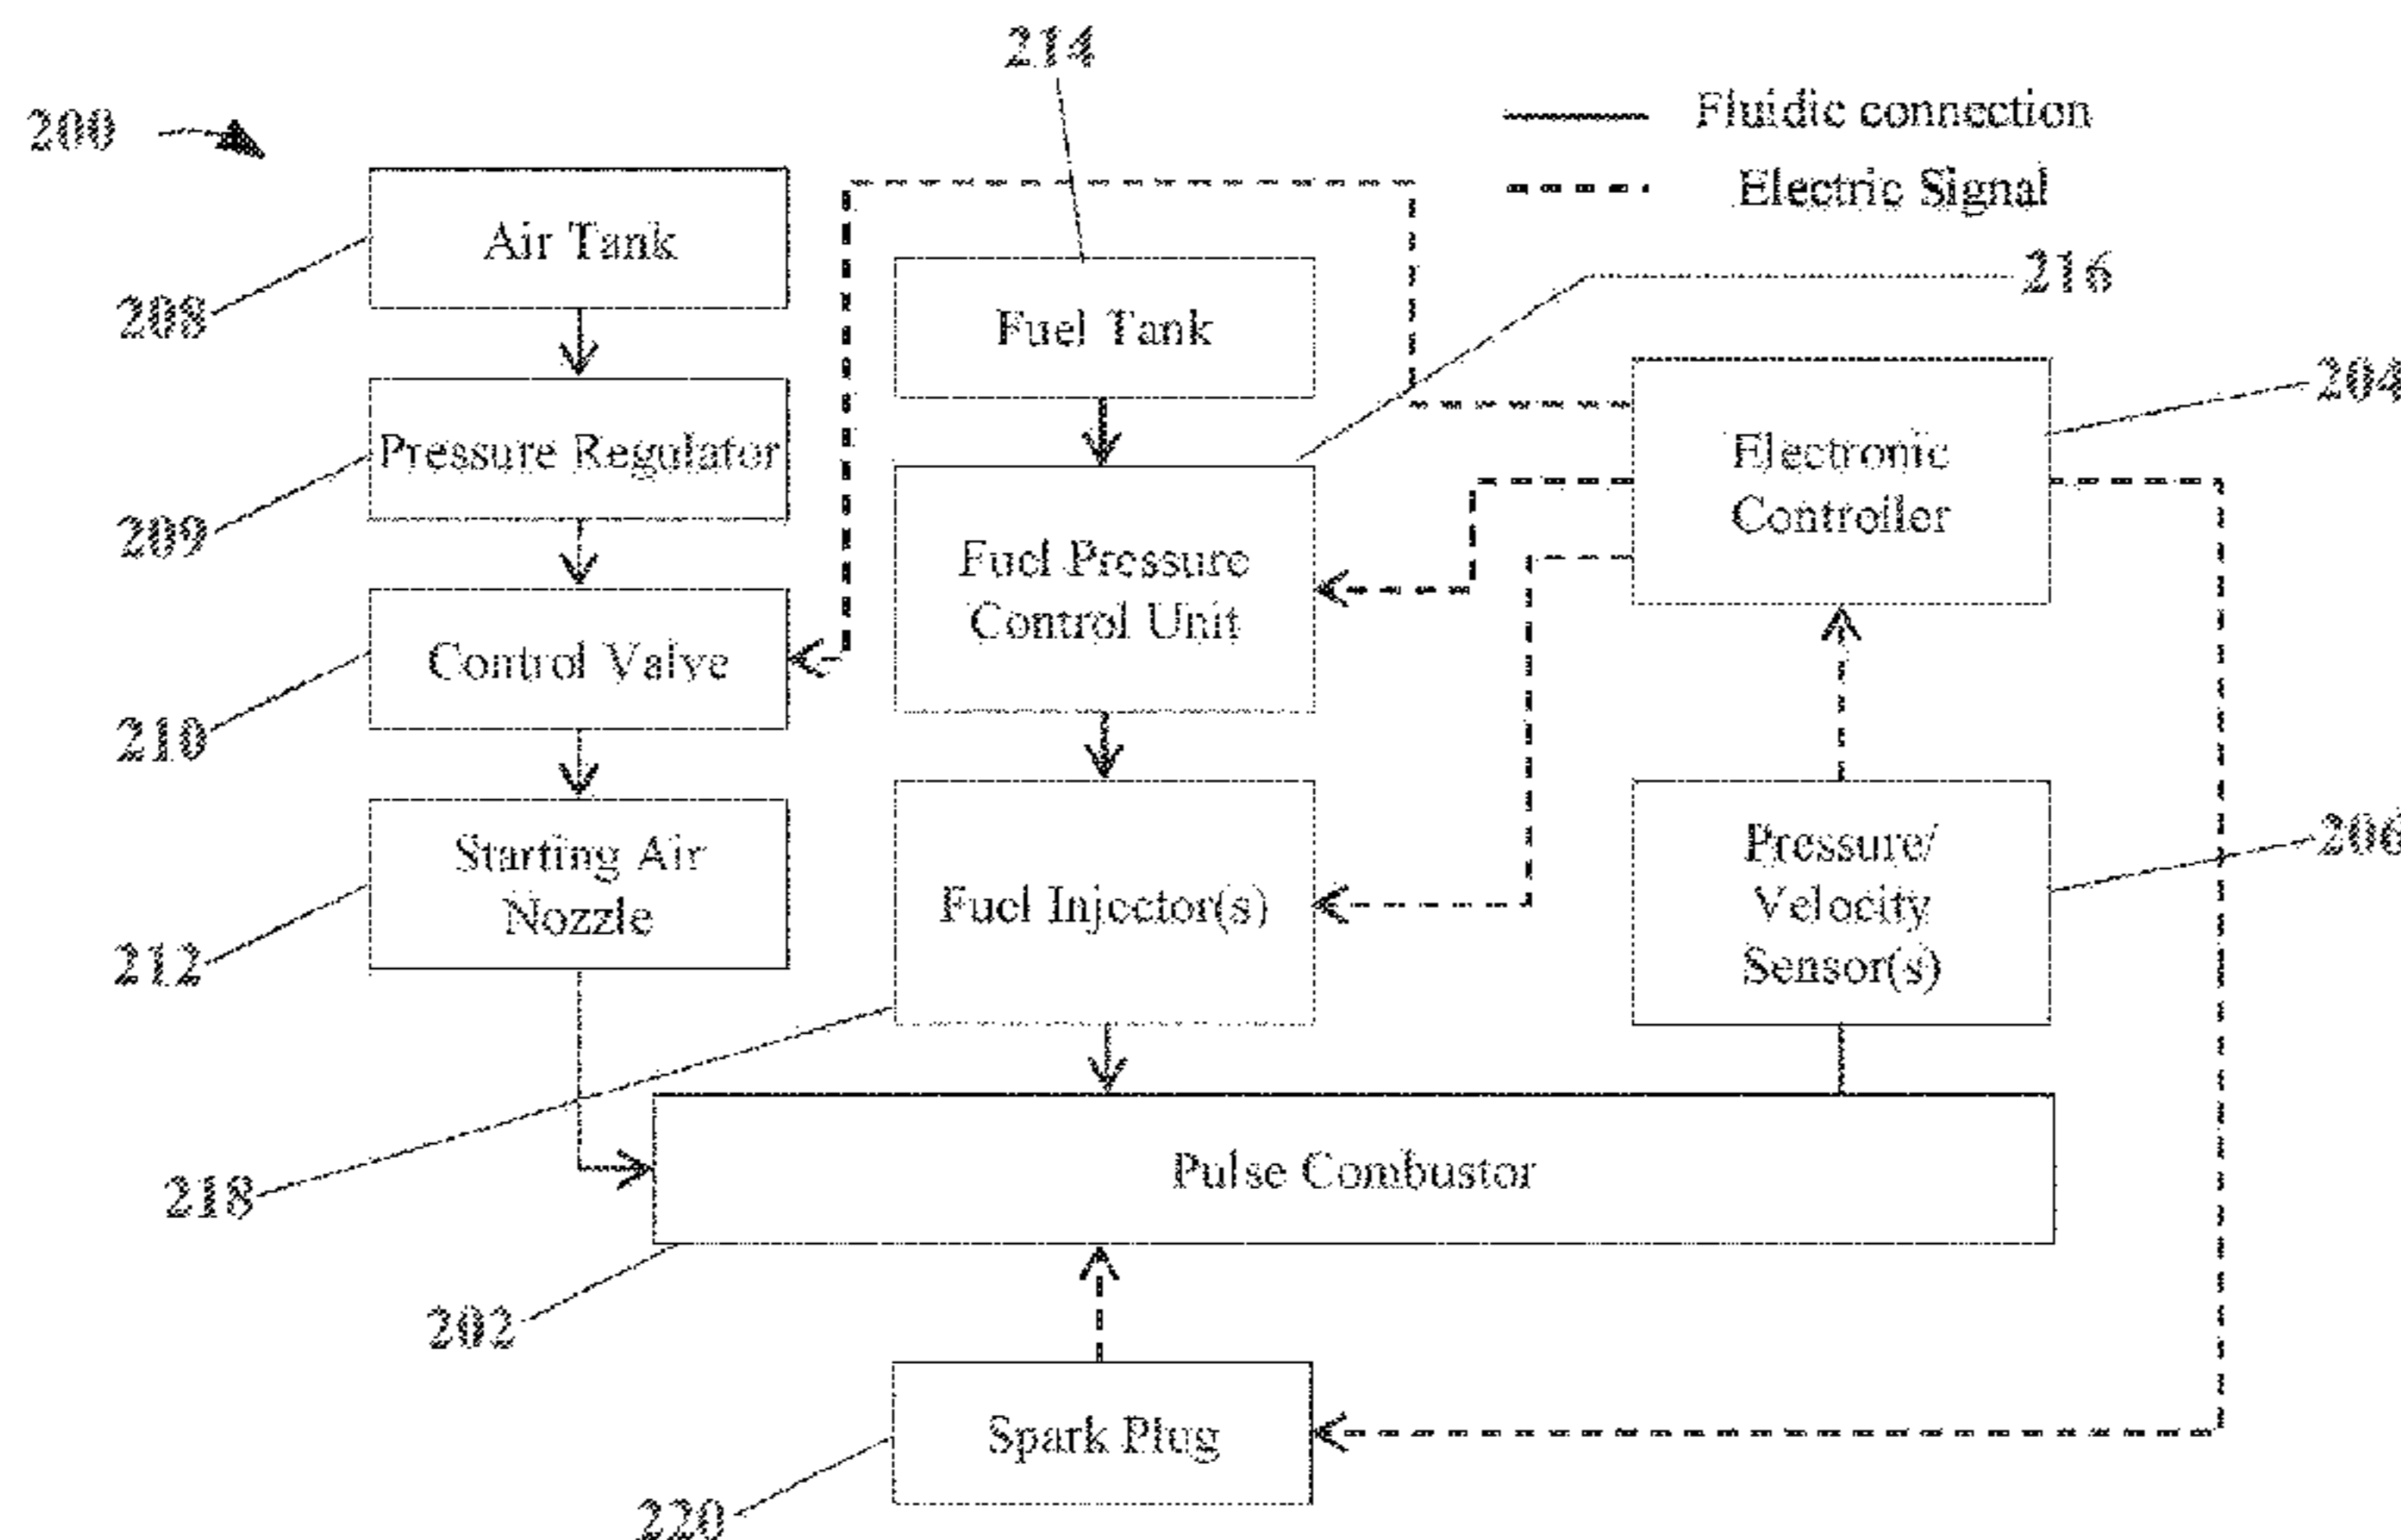 214
200
Fluidic connection
Electric Signal
Air Tank
216
208
Fuel Tank
204
Pressure Regulator
Electronic
Controller
209
Fuel Pressure
Control Unit
Control Valve
210
Starting Air
Nozzle
Fuel Injector(s)
Pressure/
Velocity
Sensor(s)
206
212
Pulse Combustor
218
202
Spark Plug
220